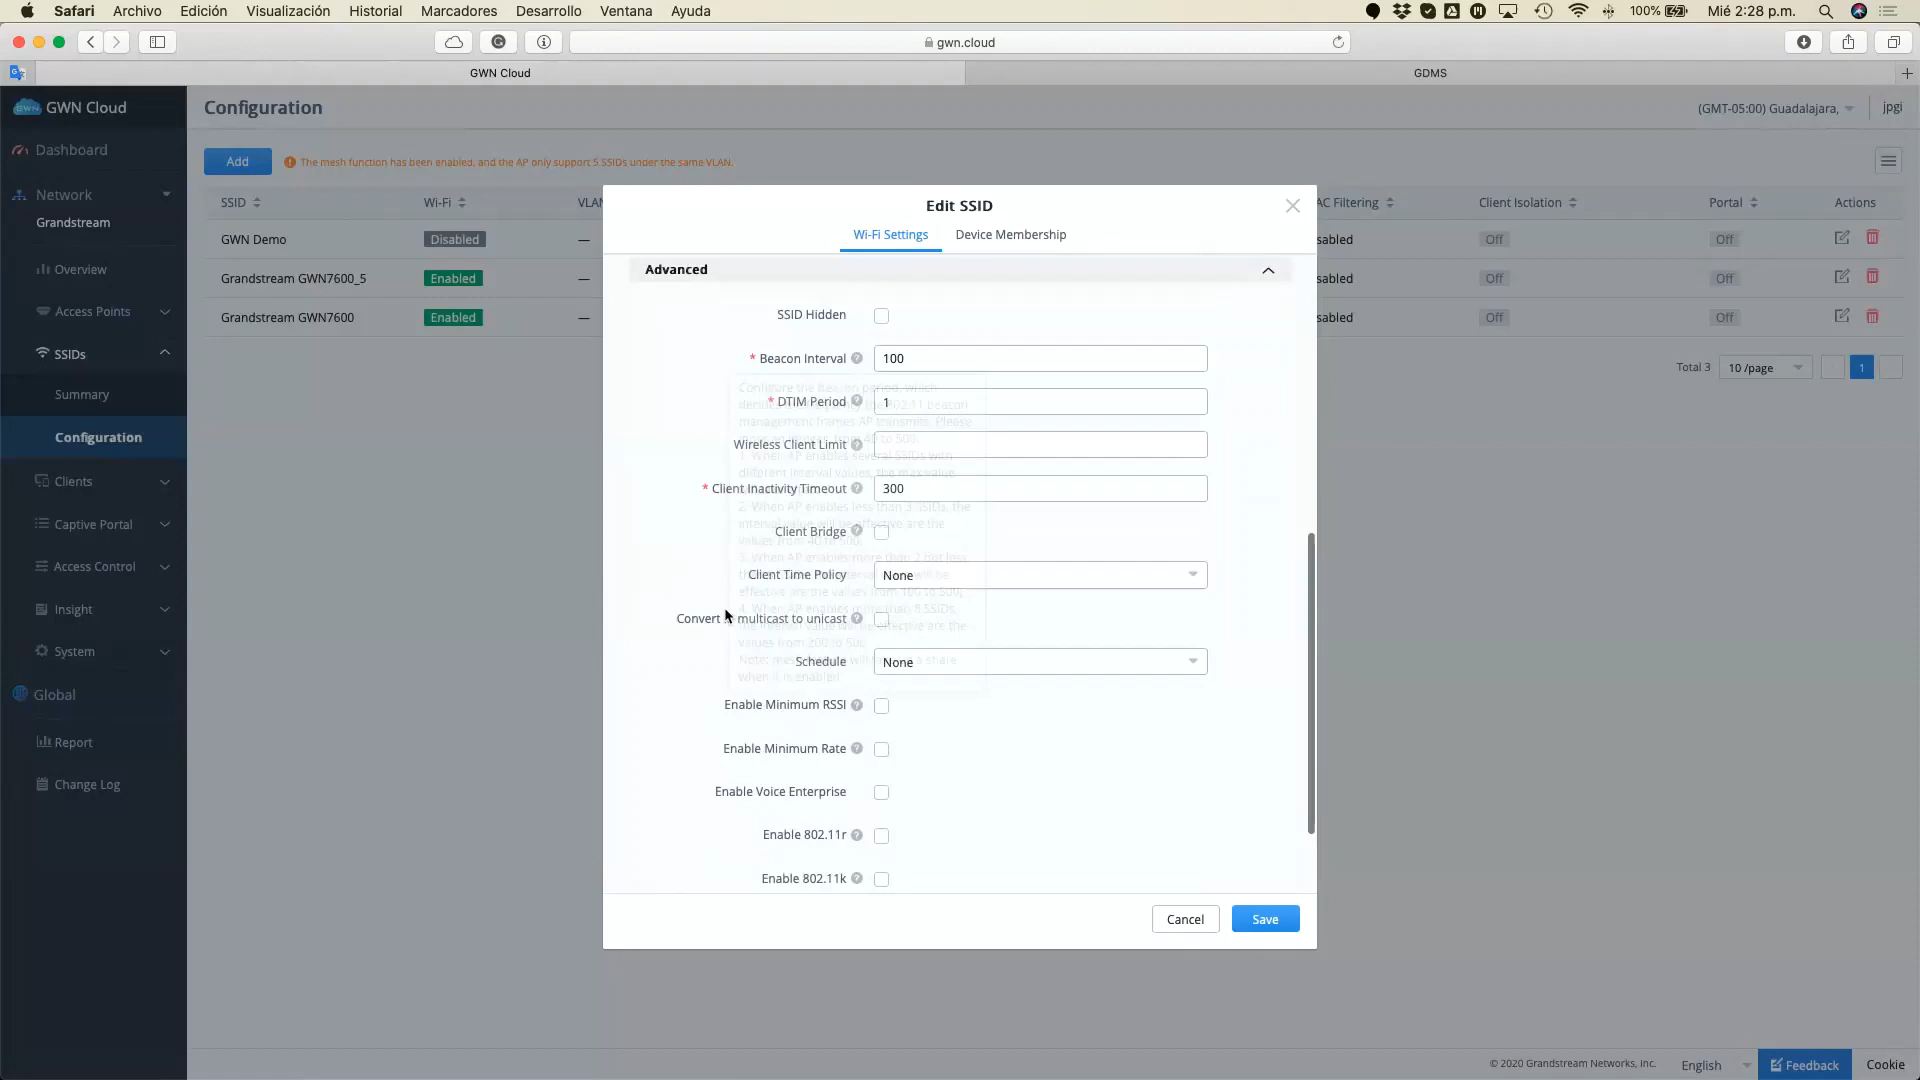 Safari Archivo Edición Visualización Historial Marcadores Desarrollo Ventana Ayuda 100% Mié 2:28 p.m.
gwn.cloud
GWN Cloud GDMS
GWN Cloud
Configuration
(GMT-05:00) Guadalajara, jpgi
Dashboard
Add The mesh function has been enabled, and the AP only support 5 SSIDs under the same VLAN.
Network
Grandstream
Overview
Access Points
SSIDs
Summary
Configuration
Clients
Captive Portal
Access Control
Insight
System
Global
Report
Change Log
SSID Wi-Fi VLA AC Filtering Client Isolation Portal Actions
GWN Demo Disabled — sabled Off Off
Grandstream GWN7600_5 Enabled — sabled Off Off
Grandstream GWN7600 Enabled — sabled Off Off
Total 3 10 /page 1
Edit SSID
Wi-Fi Settings Device Membership
Advanced
SSID Hidden
* Beacon Interval 100
* DTIM Period 1
Wireless Client Limit
* Client Inactivity Timeout 300
Client Bridge
Client Time Policy None
Convert multicast to unicast
Schedule None
Enable Minimum RSSI
Enable Minimum Rate
Enable Voice Enterprise
Enable 802.11r
Enable 802.11k
Cancel Save
© 2020 Grandstream Networks, Inc. English Feedback Cookie